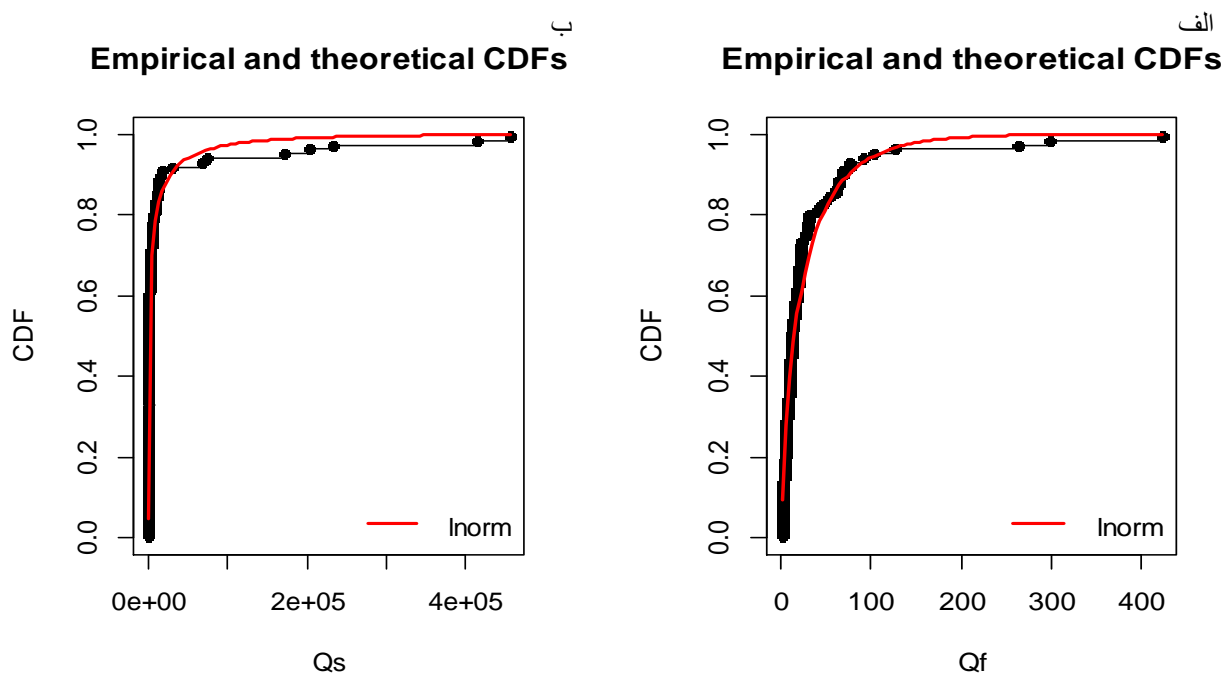 الف
Empirical and theoretical CDFs
CDF
1.0
0.8
0.6
0.4
0.2
0.0
lnorm
0 100 200 300 400
Qf
ب
Empirical and theoretical CDFs
CDF
1.0
0.8
0.6
0.4
0.2
0.0
lnorm
0e+00 2e+05 4e+05
Qs